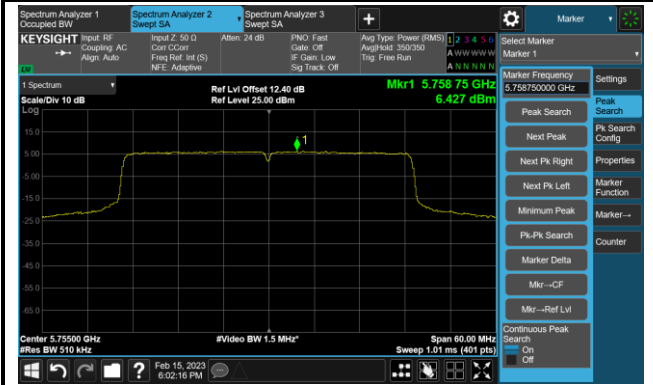 Spectrum Analyzer 1
Occupied BW
Spectrum Analyzer 2
Swept SA
Spectrum Analyzer 3
Swept SA
+
Marker
KEYSIGHT
Input: RF
Coupling: AC
Align: Auto
Input Z: 50 Ω
Corr CCorr
Freq Ref: Int (S)
NFE: Adaptive
Atten: 24 dB
PNO: Fast
Gate: Off
IF Gain: Low
Sig Track: Off
Avg Type: Power (RMS)
Avg|Hold: 350/350
Trig: Free Run
1 2 3 4 5 6
A W W W W W
A N N N N N
Select Marker
Marker 1
LV
1 Spectrum
Scale/Div 10 dB
Log
Ref Lvl Offset 12.40 dB
Ref Level 25.00 dBm
Mkr1 5.758 75 GHz
6.427 dBm
15.0
5.00
-5.00
-15.0
-25.0
-35.0
-45.0
-55.0
-65.0
1
Center 5.75500 GHz
#Res BW 510 kHz
#Video BW 1.5 MHz*
Span 60.00 MHz
Sweep 1.01 ms (401 pts)
Marker Frequency
5.758750000 GHz
Peak Search
Next Peak
Next Pk Right
Next Pk Left
Minimum Peak
Pk-Pk Search
Marker Delta
Mkr→CF
Mkr→Ref Lvl
Continuous Peak
Search
On
Off
Settings
Peak
Search
Pk Search
Config
Properties
Marker
Function
Marker→
Counter
Feb 15, 2023
6:02:16 PM